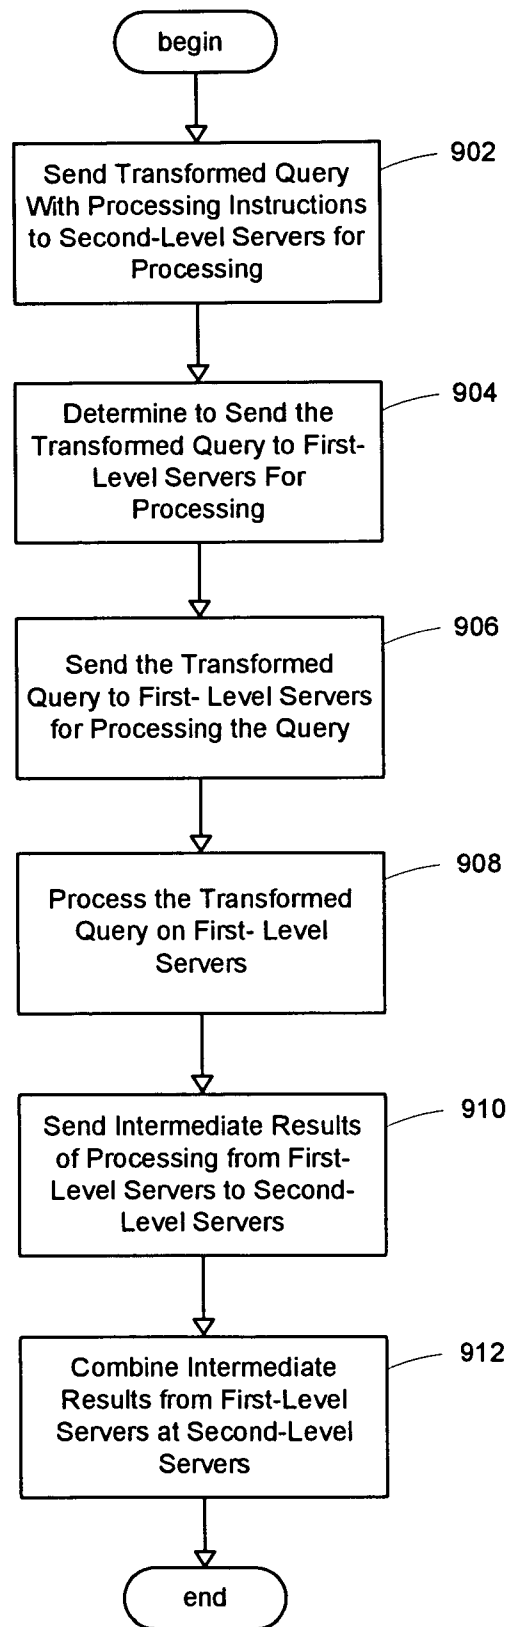 begin
902
Send Transformed Query
With Processing Instructions
to Second-Level Servers for
Processing
904
Determine to Send the
Transformed Query to First-
Level Servers For
Processing
906
Send the Transformed
Query to First- Level Servers
for Processing the Query
908
Process the Transformed
Query on First- Level
Servers
910
Send Intermediate Results
of Processing from First-
Level Servers to Second-
Level Servers
912
Combine Intermediate
Results from First-Level
Servers at Second-Level
Servers
end